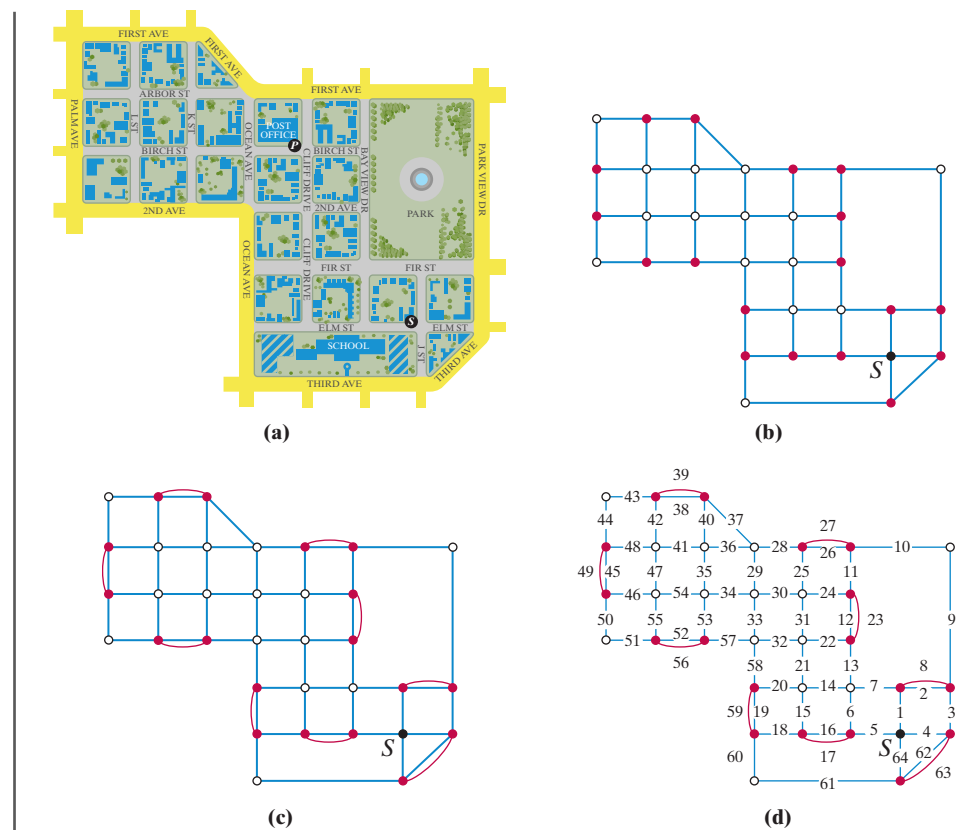 FIRST AVE
FIRST AVE
ARBOR ST
FIRST AVE
PALM AVE
I ST
K ST
OCEAN AVE
POST
OFFICE
P
CLIFF DRIVE
BIRCH ST
BIRCH ST
BAY VIEW DR
PARK VIEW DR
2ND AVE
2ND AVE
PARK
OCEAN AVE
CLIFF DRIVE
FIR ST
FIR ST
S
ELM ST
ELM ST
SCHOOL
J ST
THIRD AVE
THIRD AVE
(a)
S
(b)
S
(c)
39
43
38
44 42 40 37
27
48 41 36 28 26 10
49 45 47 35 29 25 11
46 54 34 30 24
50 55 53 33 31 12 23 9
51 52 57 32 22
56
58 21 13 8
20 14 7 2
59 19 15 6 1 3
18 16 5 S 4
60 17 64 62 63
61
(d)